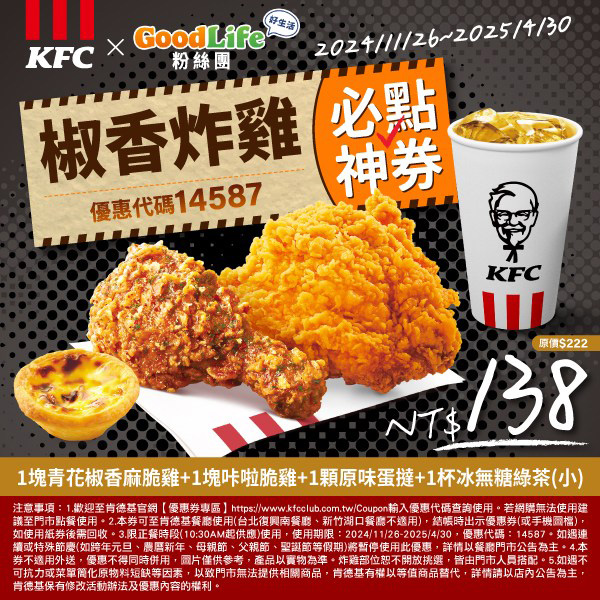 KFC × GoodLife 好生活
粉絲團
2024/11/26~2025/4/30
椒香炸雞
優惠代碼14587
必點
神券
KFC
原價$222
NT$138
1塊青花椒香麻脆雞+1塊咔啦脆雞+1顆原味蛋撻+1杯冰無糖綠茶(小)
注意事項：1.歡迎至肯德基官網【優惠券專區】https://www.kfcclub.com.tw/Coupon輸入優惠代碼查詢使用。若網購無法使用建
議至門市點餐使用。2.本券可至肯德基餐廳使用(台北復興南餐廳、新竹湖口餐廳不適用)，結帳時出示優惠券(或手機圖檔)，
如使用紙券後需回收。3.限正餐時段(10:30AM起供應)使用，使用期限：2024/11/26-2025/4/30，優惠代碼：14587。如遇連
續或特殊節慶(如跨年元旦、農曆新年、母親節、父親節、聖誕節等假期)將暫停使用此優惠，詳情以餐廳門市公告為主。4.本
券不適用外送，優惠不得同時併用，圖片僅供參考，產品以實物為準。炸雞部位恕不開放挑選，皆由門市人員搭配。5.如遇不
可抗力或菜單簡化原物料短缺等因素，以致門市無法提供相關商品，肯德基有權以等值商品替代，詳情請以店內公告為主，
肯德基保有修改活動辦法及優惠內容的權利。